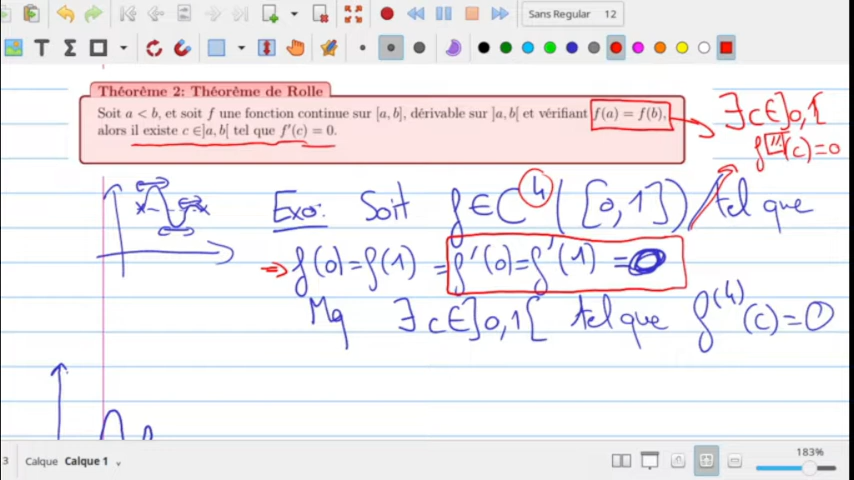 Sans Regular 12
Théorème 2: Théorème de Rolle
Soit a < b, et soit f une fonction continue sur [a, b], dérivable sur ]a, b[ et vérifiant f(a) = f(b),
alors il existe c ∈]a, b[ tel que f'(c) = 0.
∃c∈]0,1[
f'''(c)=0
Exo: Soit f∈C⁴([0,1]) tel que
⇒ f(0)=f(1)=f'(0)=f'(1)=0
Mq ∃c∈]0,1[ tel que f⁽⁴⁾(c)=0
3 Calque Calque 1
183%